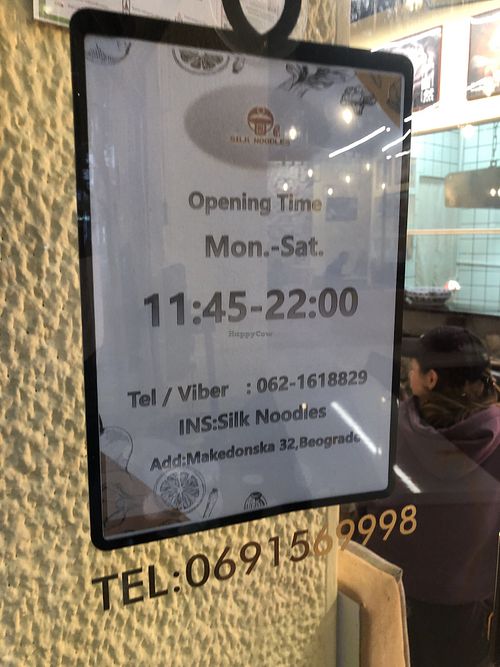 SILK NOODLES
Opening Time
Mon.-Sat.
11:45-22:00
HappyCow
Tel / Viber : 062-1618829
INS:Silk Noodles
Add:Makedonska 32,Beograde
TEL:0691569998